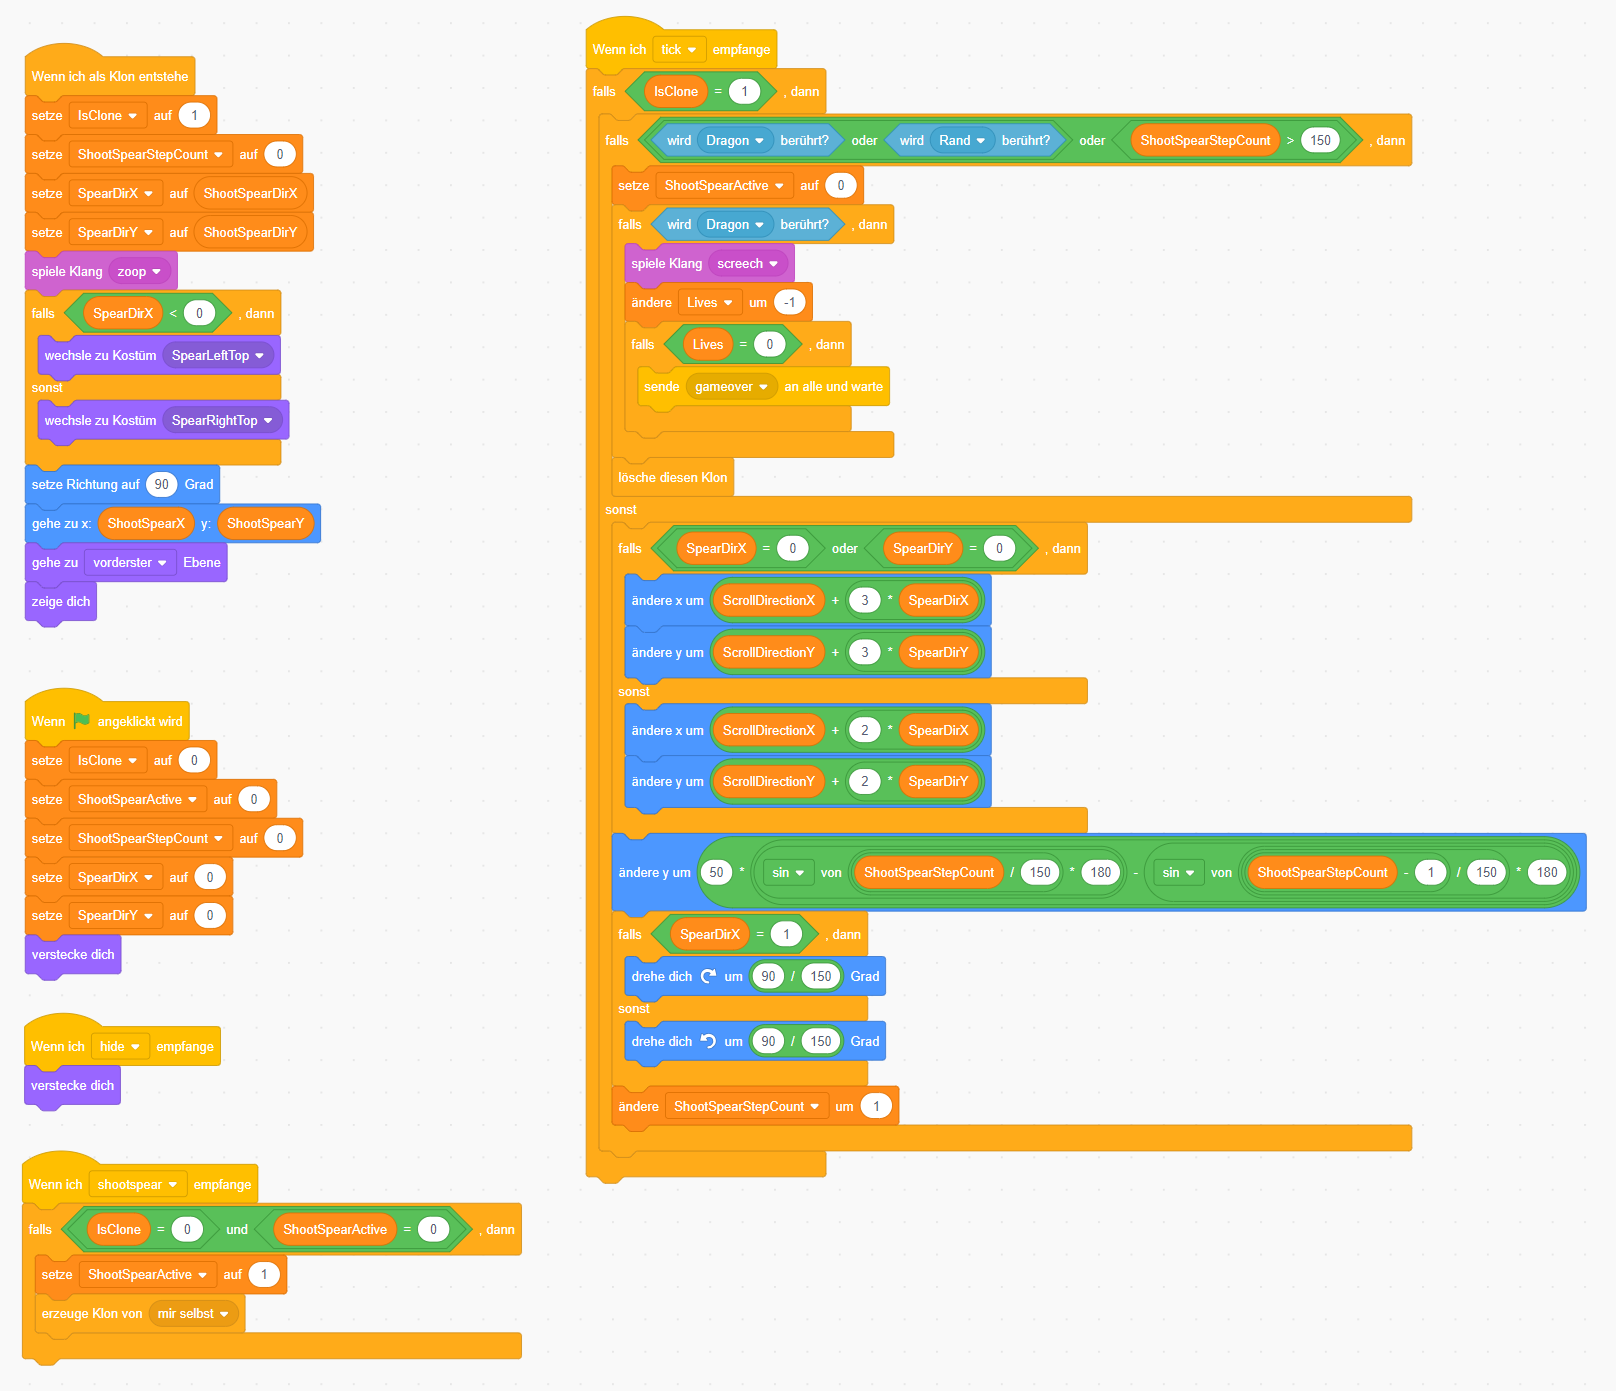 Wenn ich als Klon entstehe
setze IsClone auf 1
setze ShootSpearStepCount auf 0
setze SpearDirX auf ShootSpearDirX
setze SpearDirY auf ShootSpearDirY
spiele Klang zoop
falls SpearDirX < 0 , dann
wechsle zu Kostüm SpearLeftTop
sonst
wechsle zu Kostüm SpearRightTop
setze Richtung auf 90 Grad
gehe zu x: ShootSpearX y: ShootSpearY
gehe zu vorderster Ebene
zeige dich
Wenn angeklickt wird
setze IsClone auf 0
setze ShootSpearActive auf 0
setze ShootSpearStepCount auf 0
setze SpearDirX auf 0
setze SpearDirY auf 0
verstecke dich
Wenn ich hide empfange
verstecke dich
Wenn ich shootspear empfange
falls IsClone = 0 und ShootSpearActive = 0 , dann
setze ShootSpearActive auf 1
erzeuge Klon von mir selbst
Wenn ich tick empfange
falls IsClone = 1 , dann
falls wird Dragon berührt? oder wird Rand berührt? oder ShootSpearStepCount > 150 , dann
setze ShootSpearActive auf 0
falls wird Dragon berührt? , dann
spiele Klang screech
ändere Lives um -1
falls Lives = 0 , dann
sende gameover an alle und warte
lösche diesen Klon
sonst
falls SpearDirX = 0 oder SpearDirY = 0 , dann
ändere x um ScrollDirectionX + 3 * SpearDirX
ändere y um ScrollDirectionY + 3 * SpearDirY
sonst
ändere x um ScrollDirectionX + 2 * SpearDirX
ändere y um ScrollDirectionY + 2 * SpearDirY
ändere y um 50 * sin von ShootSpearStepCount / 150 * 180 - sin von ShootSpearStepCount - 1 / 150 * 180
falls SpearDirX = 1 , dann
drehe dich um 90 / 150 Grad
sonst
drehe dich um 90 / 150 Grad
ändere ShootSpearStepCount um 1